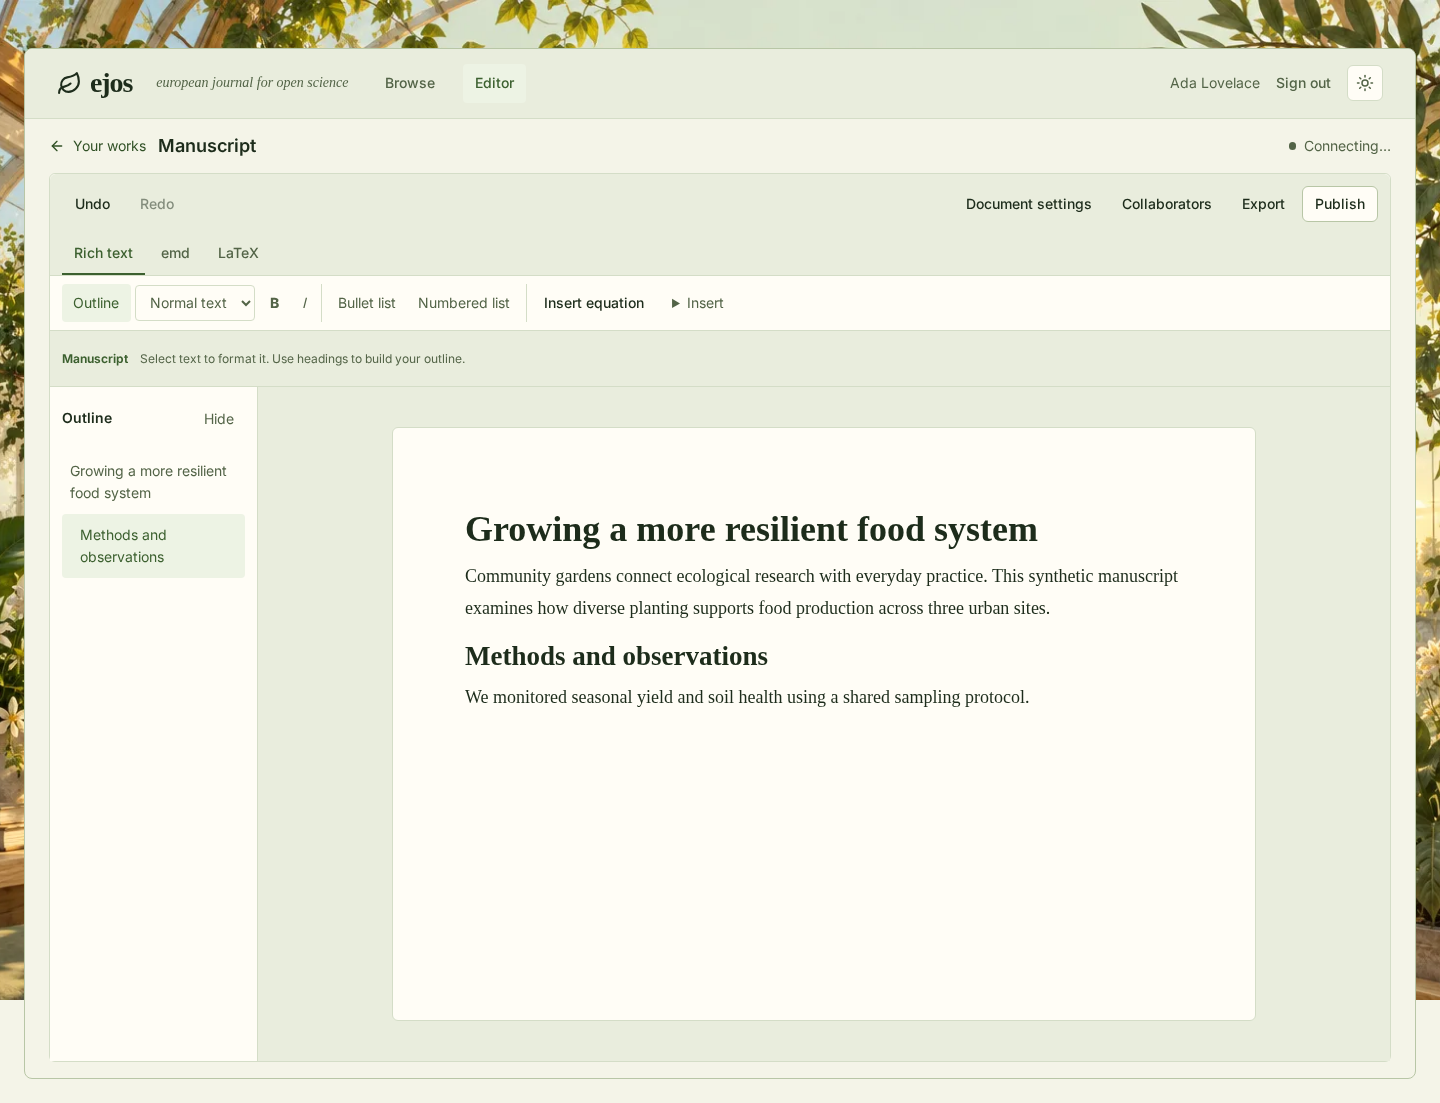 ejos
european journal for open science
Browse
Editor
Ada Lovelace
Sign out
Your works
Manuscript
Connecting...
Undo
Redo
Document settings
Collaborators
Export
Publish
Rich text
emd
LaTeX
Outline
Normal text
B
I
Bullet list
Numbered list
Insert equation
Insert
Manuscript
Select text to format it. Use headings to build your outline.
Outline
Hide
Growing a more resilient
food system
Methods and
observations
Growing a more resilient food system
Community gardens connect ecological research with everyday practice. This synthetic manuscript
examines how diverse planting supports food production across three urban sites.
Methods and observations
We monitored seasonal yield and soil health using a shared sampling protocol.